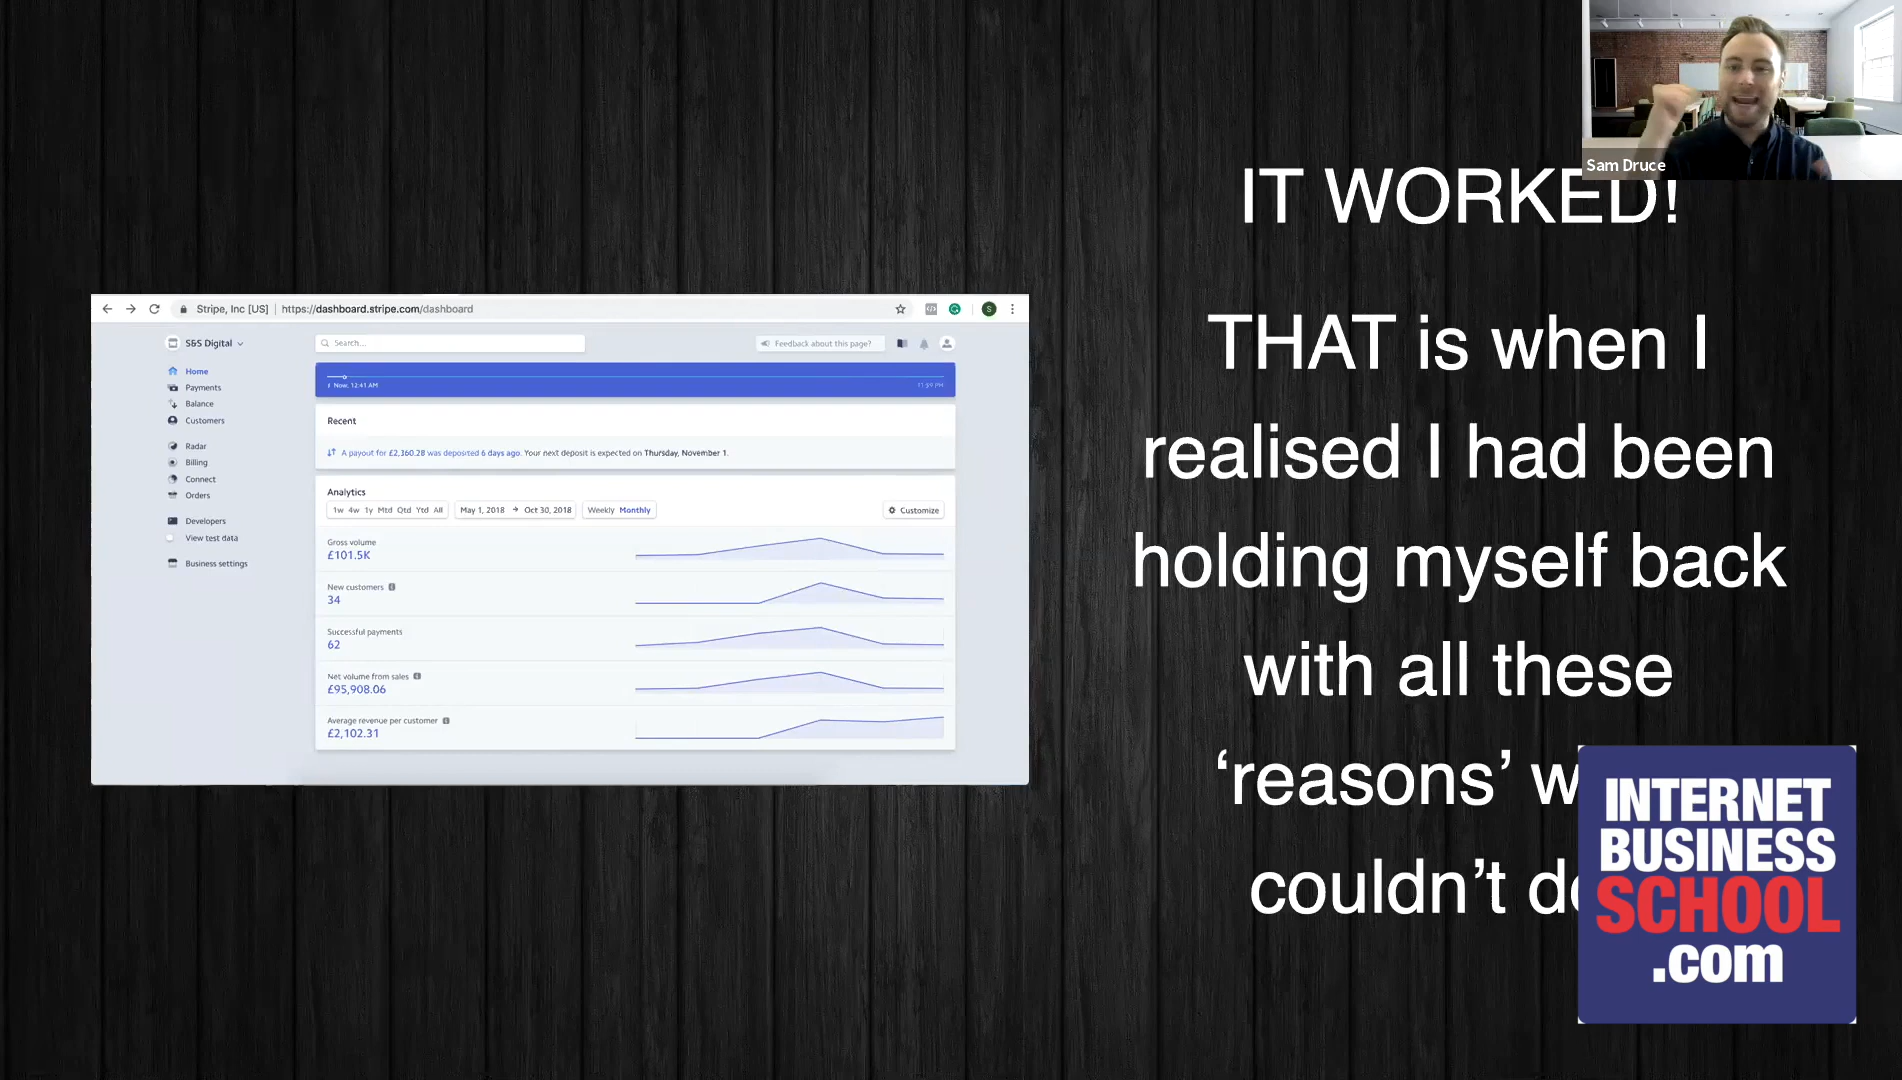 Sam Druce
IT WORKED!
THAT is when I
realised I had been
holding myself back
with all these
‘reasons’ w
couldn’t do
INTERNET
BUSINESS
SCHOOL
.com
Stripe, Inc [US] | https://dashboard.stripe.com/dashboard
S
S&S Digital
Search...
Feedback about this page?
Home
Payments
Balance
Customers
Radar
Billing
Connect
Orders
Developers
View test data
Business settings
Now, 12:41 AM
11:59 PM
Recent
A payout for £2,360.28 was deposited 6 days ago. Your next deposit is expected on Thursday, November 1.
Analytics
1w 4w 1y Mtd Qtd Ytd All May 1, 2018 → Oct 30, 2018 Weekly Monthly Customize
Gross volume
£101.5K
New customers
34
Successful payments
62
Net volume from sales
£95,908.06
Average revenue per customer
£2,102.31